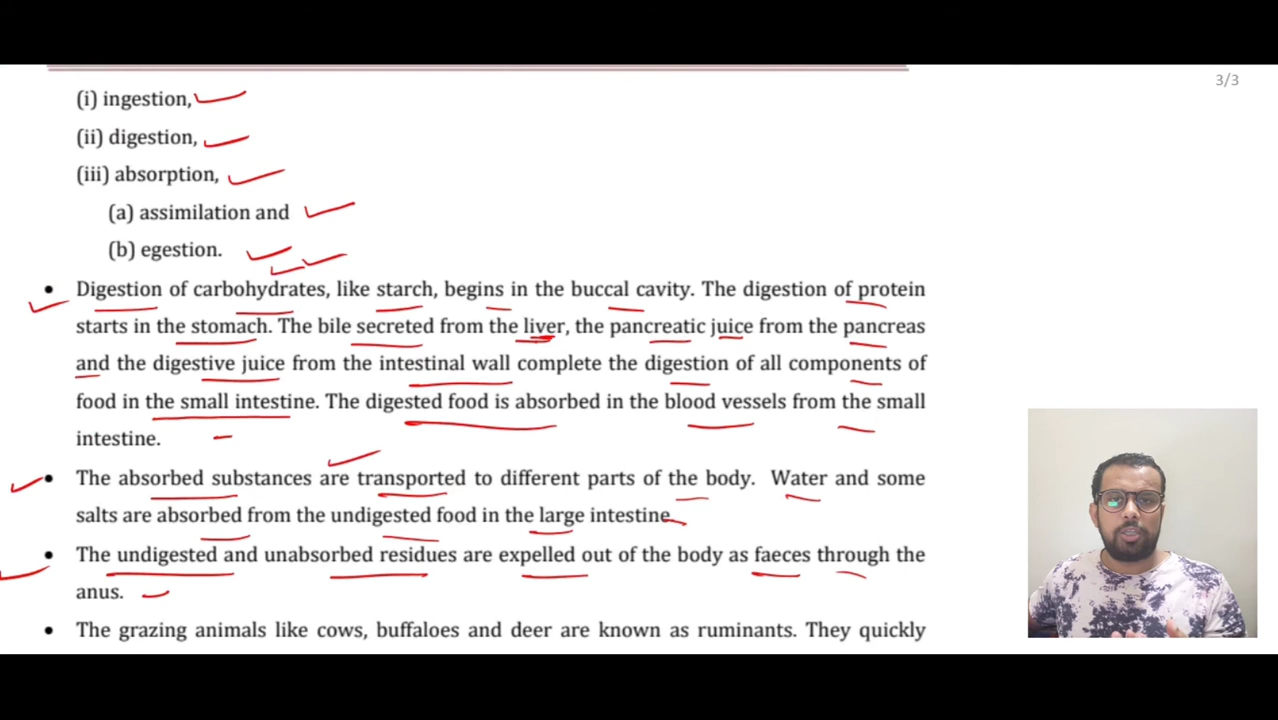 3/3
(i) ingestion,
(ii) digestion,
(iii) absorption,
(a) assimilation and
(b) egestion.
• Digestion of carbohydrates, like starch, begins in the buccal cavity. The digestion of protein
starts in the stomach. The bile secreted from the liver, the pancreatic juice from the pancreas
and the digestive juice from the intestinal wall complete the digestion of all components of
food in the small intestine. The digested food is absorbed in the blood vessels from the small
intestine.
• The absorbed substances are transported to different parts of the body. Water and some
salts are absorbed from the undigested food in the large intestine.
• The undigested and unabsorbed residues are expelled out of the body as faeces through the
anus.
• The grazing animals like cows, buffaloes and deer are known as ruminants. They quickly